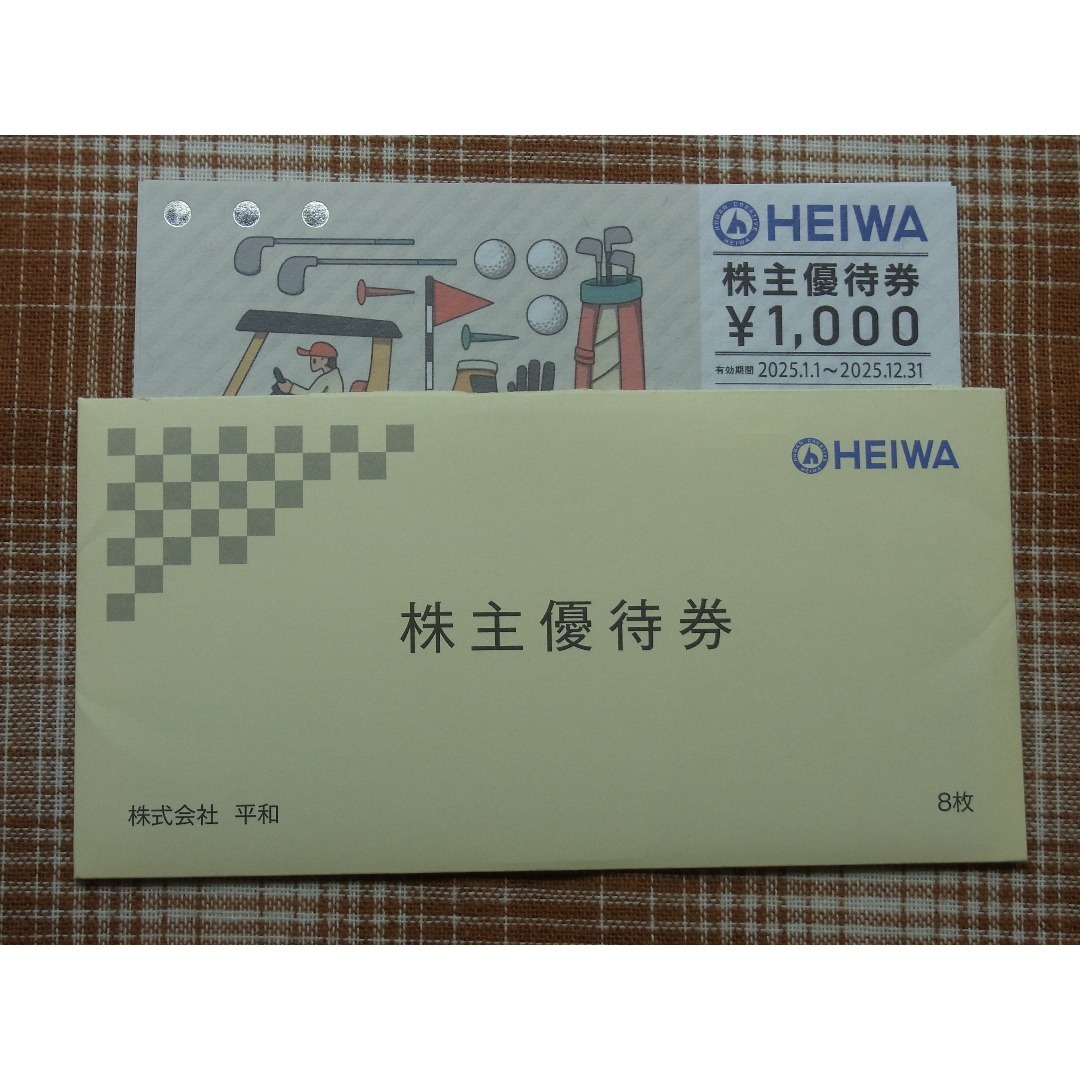 HEIWA
株主優待券
¥1,000
有効期間 2025.1.1～2025.12.31
HEIWA
株主優待券
株式会社 平和
8枚